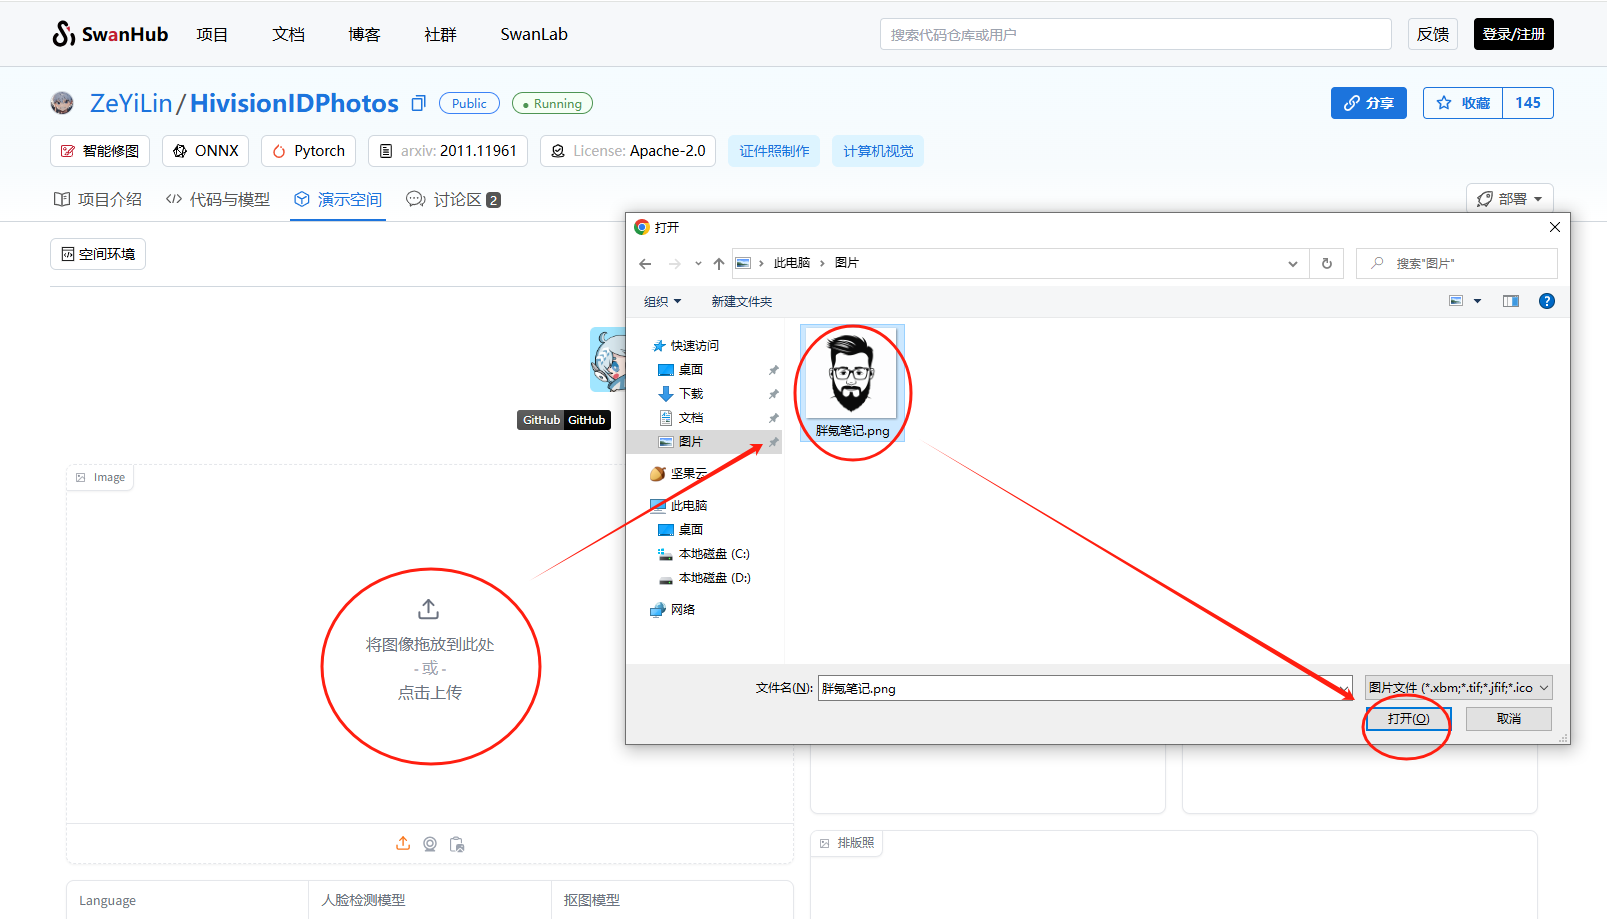 SwanHub 项目 文档 博客 社群 SwanLab 搜索代码仓库或用户 反馈 登录/注册
ZeYiLin/HivisionIDPhotos Public Running 分享 收藏 145
智能修图 ONNX Pytorch arxiv: 2011.11961 License: Apache-2.0 证件照制作 计算机视觉
项目介绍 代码与模型 演示空间 讨论区 2 部署
空间环境
GitHub GitHub
Image
将图像拖放到此处
- 或 -
点击上传
Language 人脸检测模型 抠图模型
排版照
打开
此电脑 图片 搜索"图片"
组织 新建文件夹
快速访问
桌面
下载
文档
图片
坚果云
此电脑
桌面
本地磁盘 (C:)
本地磁盘 (D:)
网络
胖氪笔记.png
文件名(N): 胖氪笔记.png 图片文件 (*.xbm;*.tif;*.jfif;*.ico
打开(O) 取消